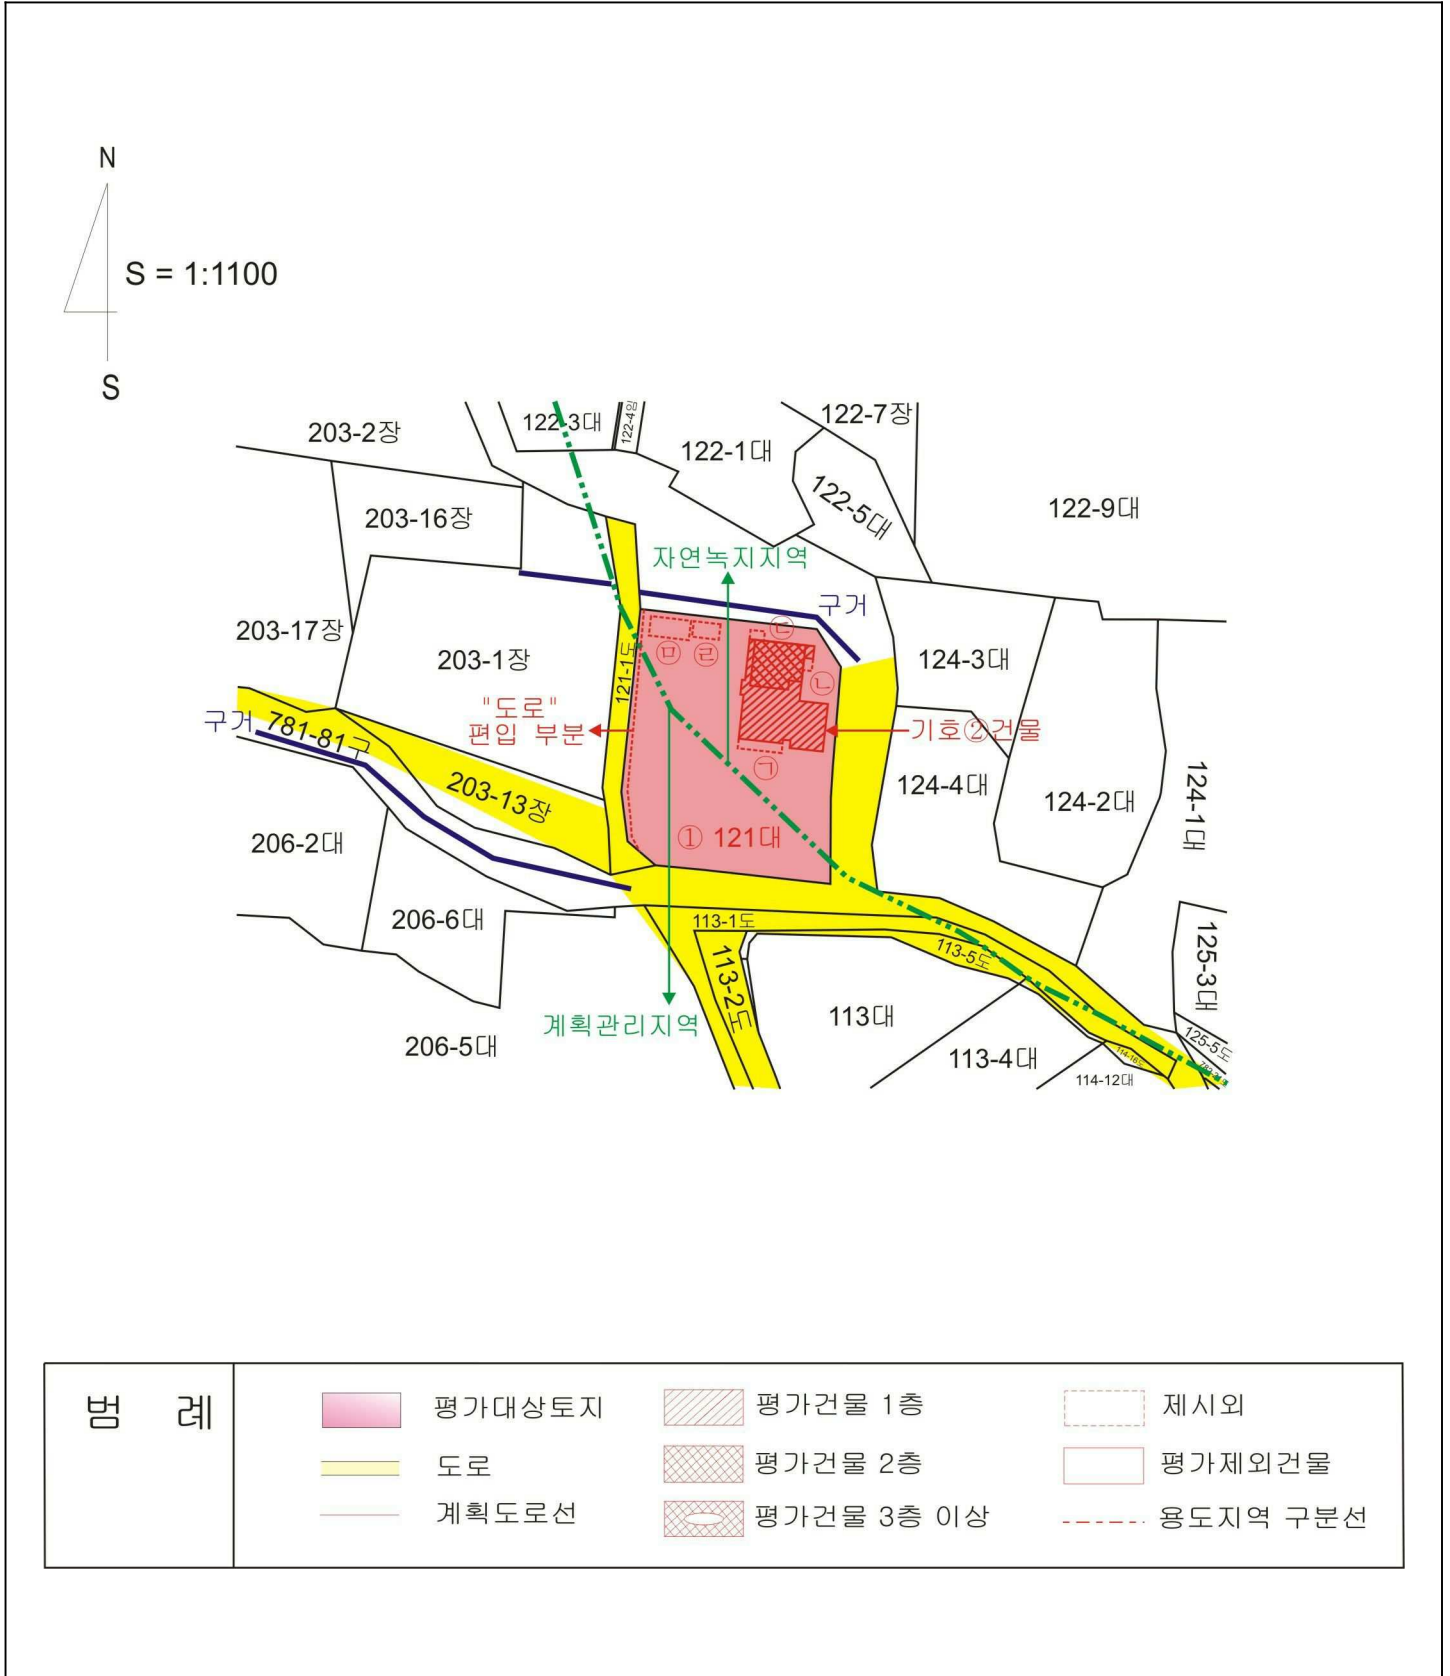 N
S = 1:1100
S
203-2장
122-3대
122-4임
122-1대
122-7장
122-5대
122-9대
203-16장
자연녹지지역
구거
203-17장
203-1장
121-1도
㉤
㉣
㉢
㉡
124-3대
"도로"
편입 부분
구거
781-81구
기호②건물
㉠
203-13장
124-4대
124-2대
124-1대
① 121대
206-2대
206-6대
113-1도
113-2도
113-5도
125-3대
계획관리지역
206-5대
113대
113-4대
125-5도
114-12대
범 례
평가대상토지
평가건물 1층
제시외
도로
평가건물 2층
평가제외건물
계획도로선
평가건물 3층 이상
용도지역 구분선